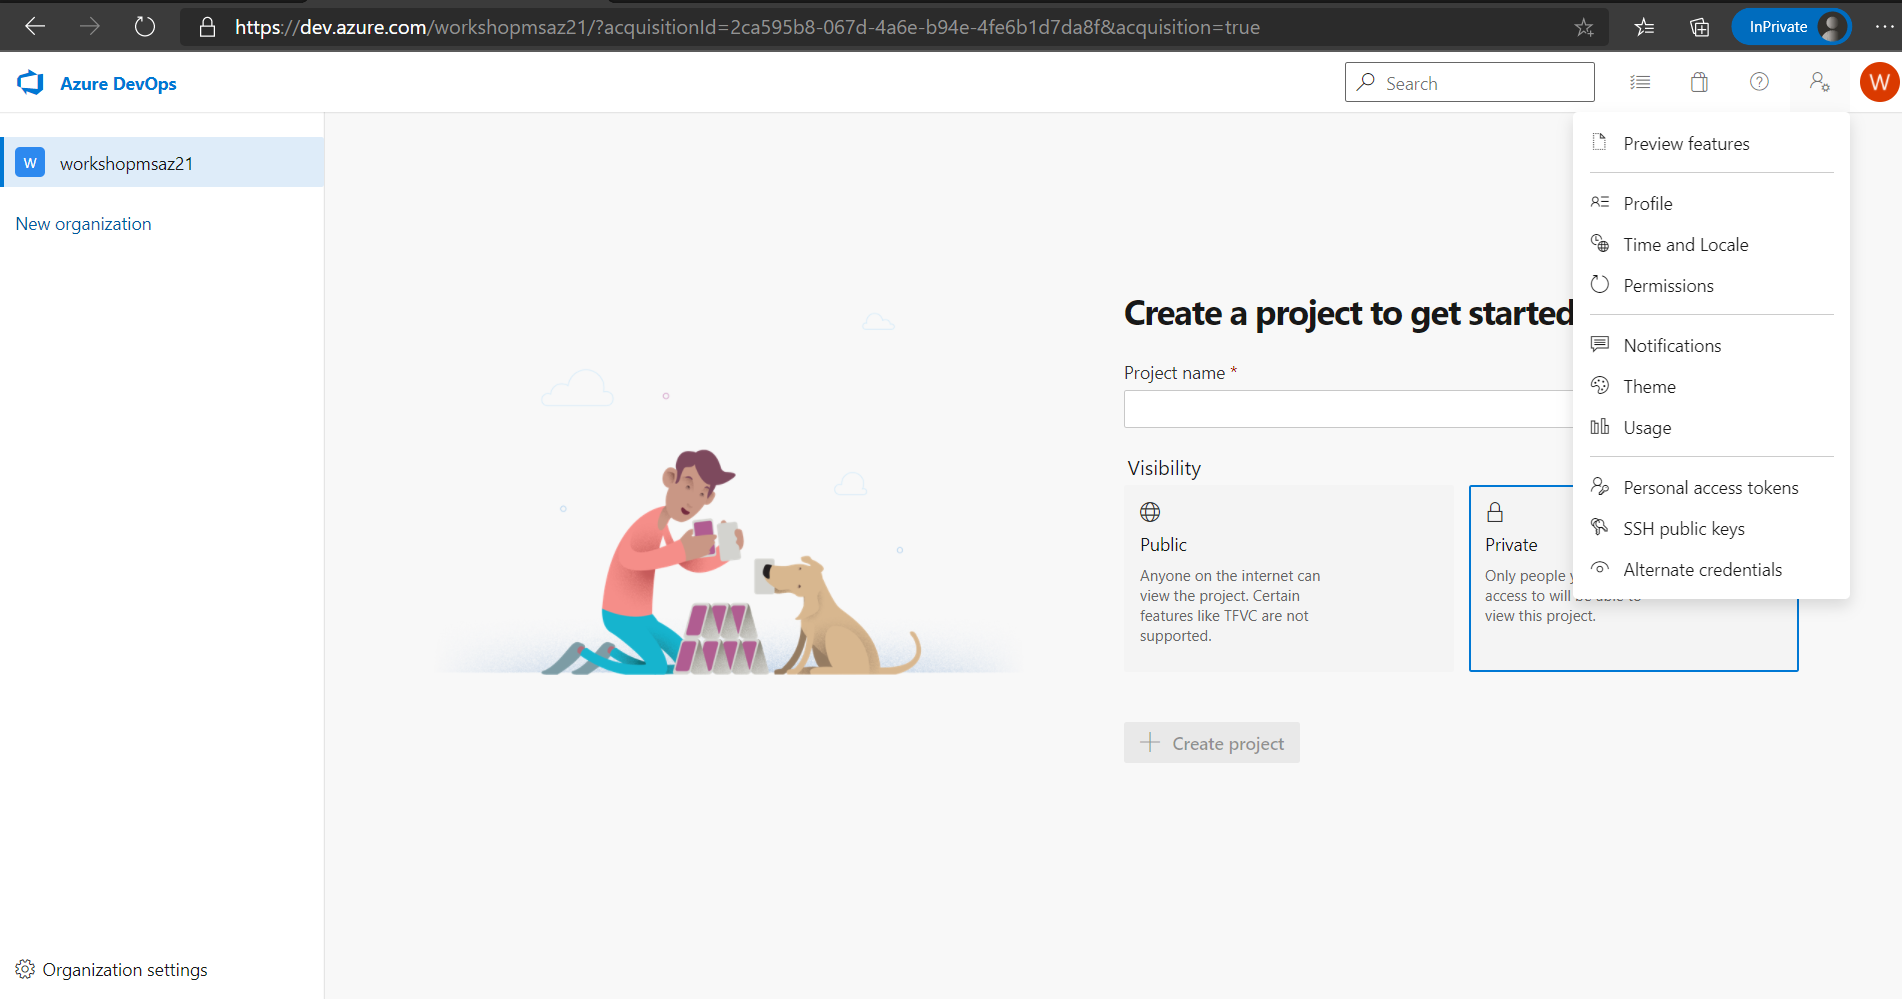 https://dev.azure.com/workshopmsaz21/?acquisitionId=2ca595b8-067d-4a6e-b94e-4fe6b1d7da8f&acquisition=true
InPrivate
Azure DevOps
Search
W
W
workshopmsaz21
New organization
Preview features
Profile
Time and Locale
Permissions
Notifications
Theme
Usage
Personal access tokens
SSH public keys
Alternate credentials
Create a project to get started
Project name *
Visibility
Public
Anyone on the internet can
view the project. Certain
features like TFVC are not
supported.
Private
Only people
access to will be able to
view this project.
Create project
Organization settings